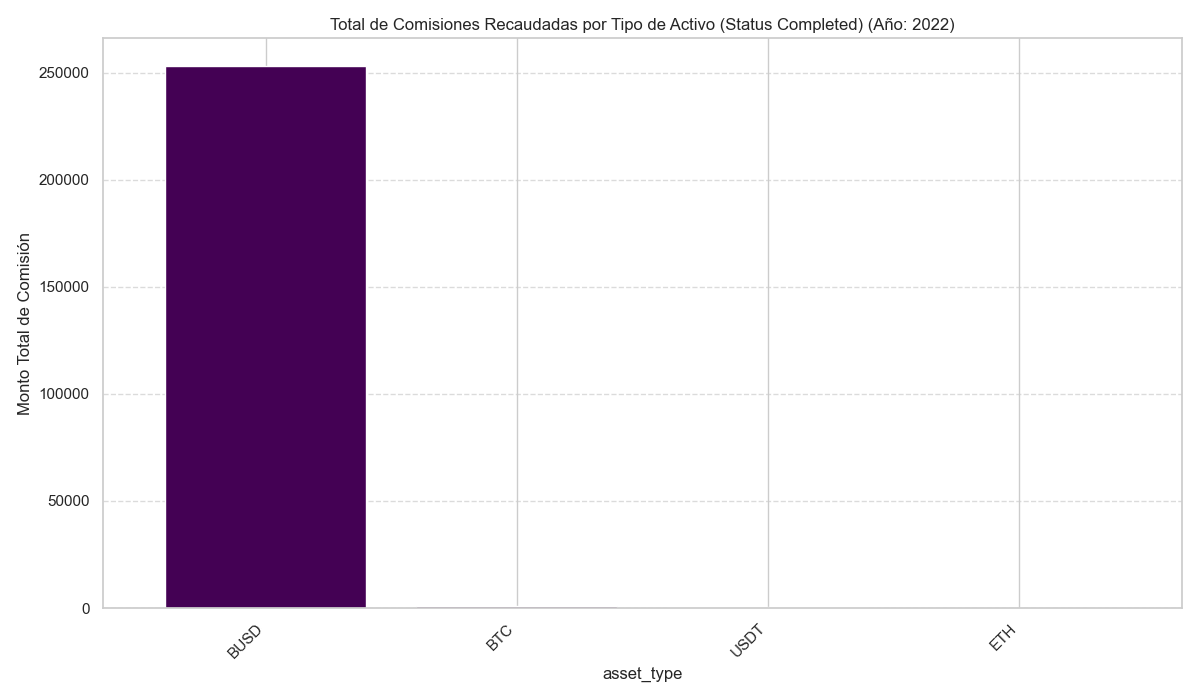 Total de Comisiones Recaudadas por Tipo de Activo (Status Completed) (Año: 2022)
Monto Total de Comisión
250000
200000
150000
100000
50000
0
BUSD
BTC
USDT
ETH
asset_type